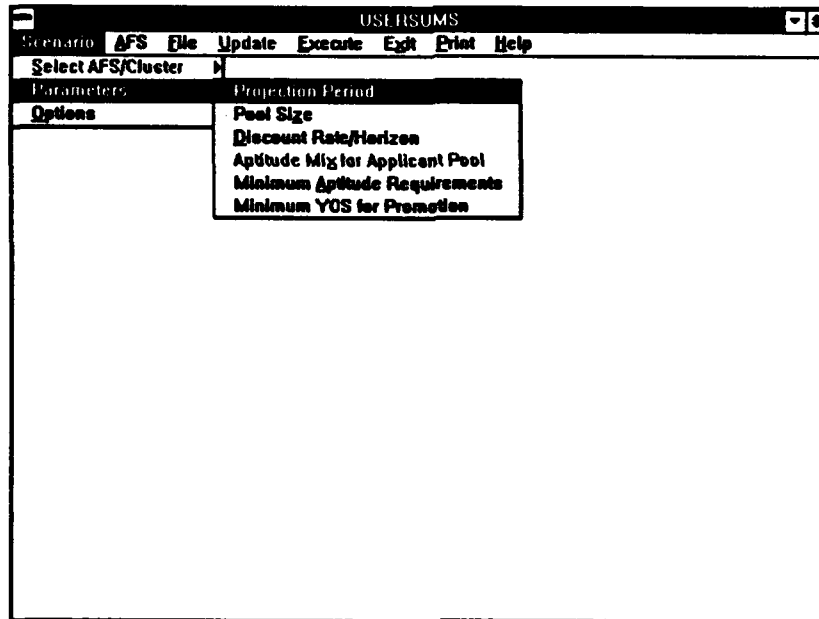 USERSUMS
Scenario AFS File Update Execute Exit Print Help
Select AFS/Cluster
Parameters
Options
Projection Period
Pool Size
Discount Rate/Horizon
Aptitude Mix for Applicant Pool
Minimum Aptitude Requirements
Minimum YOS for Promotion